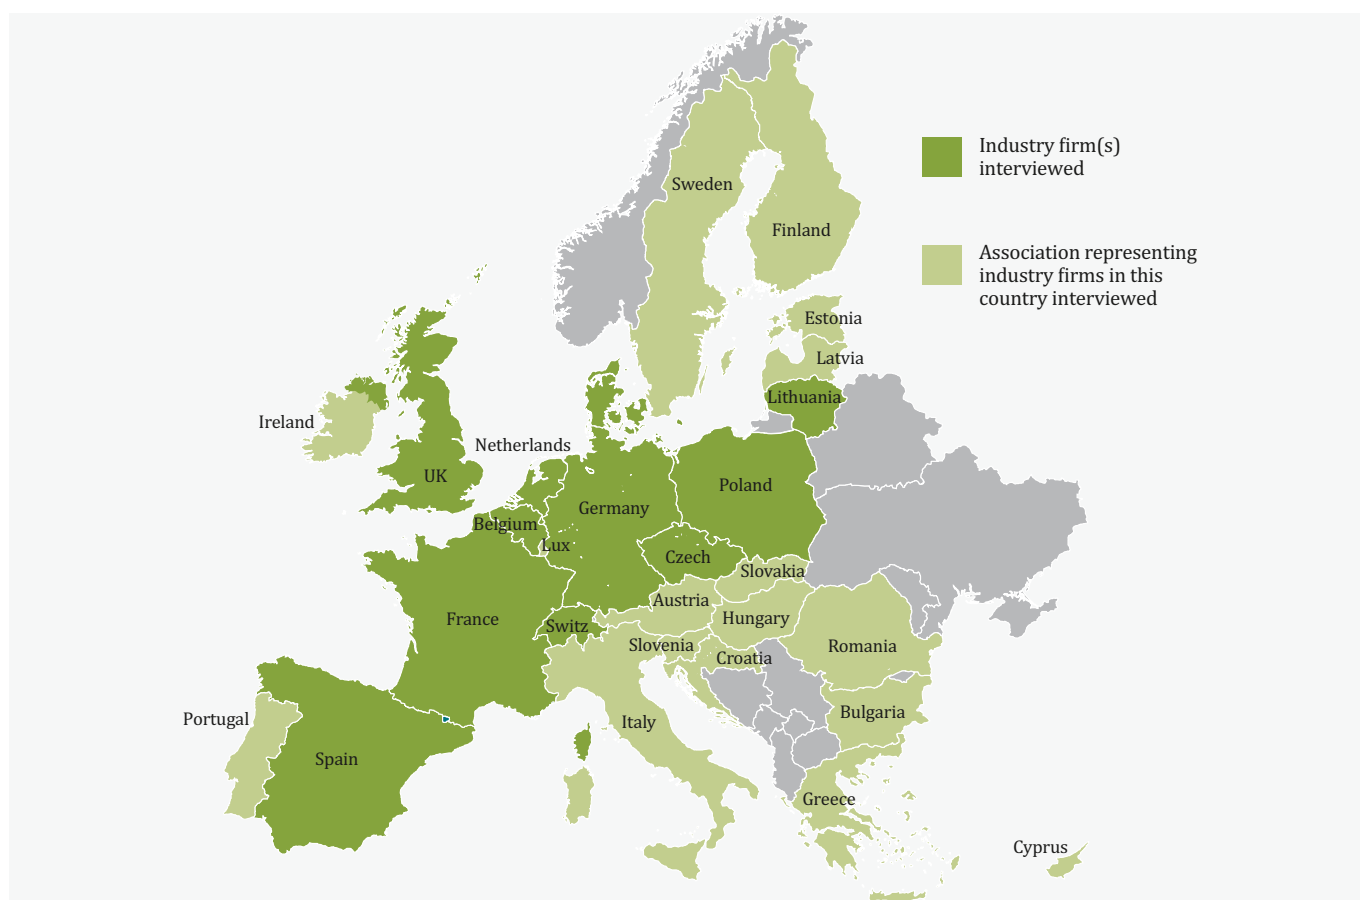 Industry firm(s)
interviewed
Sweden
Finland
Association representing
industry firms in this
country interviewed
Estonia
Latvia
Lithuania
Ireland
Netherlands
UK
Poland
Germany
Belgium
Lux
Czech
Slovakia
Austria
France
Switz
Hungary
Slovenia
Romania
Croatia
Portugal
Italy
Bulgaria
Spain
Greece
Cyprus